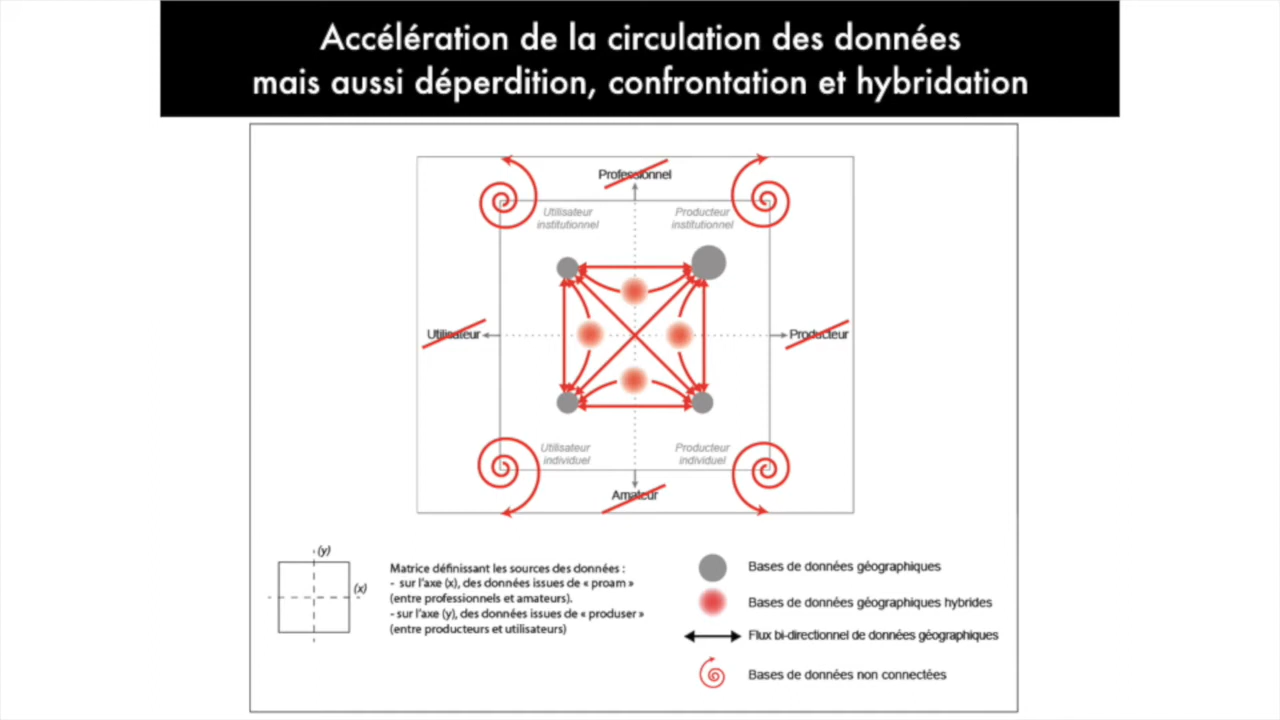 Accélération de la circulation des données
mais aussi déperdition, confrontation et hybridation
Professionnel
Utilisateur
institutionnel
Producteur
institutionnel
Utilisateur
Producteur
Utilisateur
individuel
Producteur
individuel
Amateur
(y)
(x)
Matrice définissant les sources des données :
- sur l'axe (x), des données issues de « proam »
(entre professionnels et amateurs).
- sur l'axe (y), des données issues de « produser »
(entre producteurs et utilisateurs)
Bases de données géographiques
Bases de données géographiques hybrides
Flux bi-directionnel de données géographiques
Bases de données non connectées